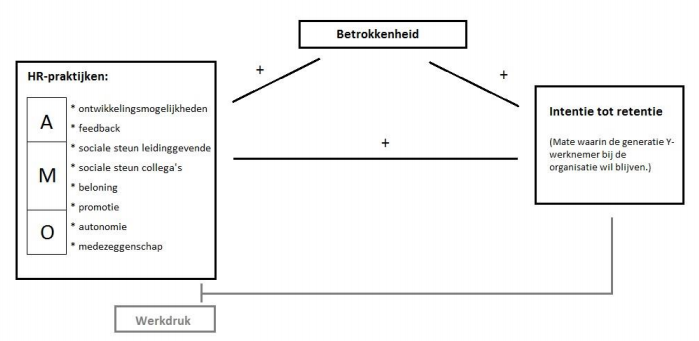 Betrokkenheid
+
+
HR-praktijken:
A
* ontwikkelingsmogelijkheden
* feedback
M
* sociale steun leidinggevende
* sociale steun collega's
* beloning
* promotie
O
* autonomie
* medezeggenschap
+
Intentie tot retentie
(Mate waarin de generatie Y-
werknemer bij de
organisatie wil blijven.)
Werkdruk